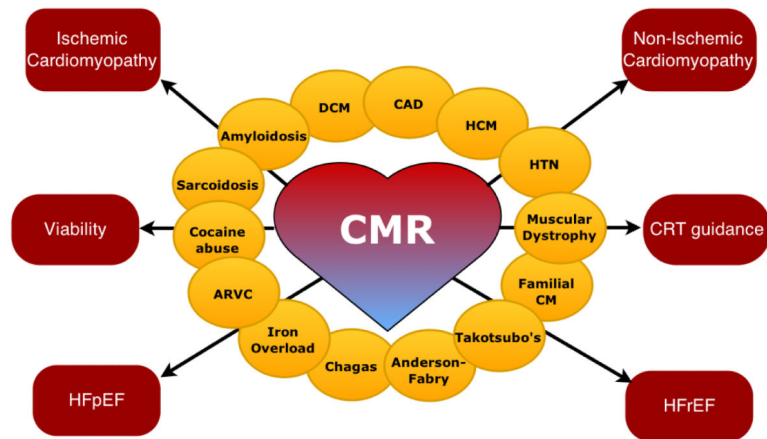 Ischemic
Cardiomyopathy
Non-Ischemic
Cardiomyopathy
DCM
CAD
HCM
Amyloidosis
HTN
Sarcoidosis
Viability
Cocaine
abuse
CMR
Muscular
Dystrophy
CRT guidance
ARVC
Familial
CM
Iron
Overload
Takotsubo's
Chagas
Anderson-
Fabry
HFpEF
HFrEF